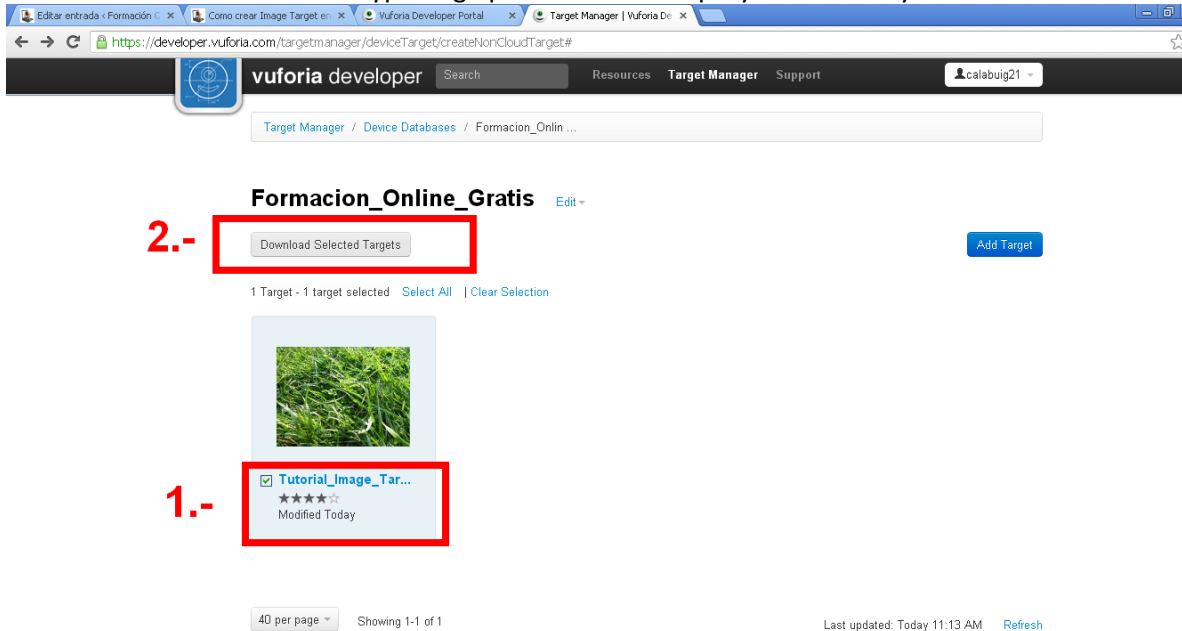 Editar entrada ‹ Formación C
Como crear Image Target en
Vuforia Developer Portal
Target Manager | Vuforia De
https://developer.vuforia.com/targetmanager/deviceTarget/createNonCloudTarget#
vuforia developer
Search
Resources Target Manager Support
calabuig21
Target Manager / Device Databases / Formacion_Onlin ...
Formacion_Online_Gratis Edit
2.-
Download Selected Targets
Add Target
1 Target - 1 target selected Select All | Clear Selection
Tutorial_Image_Tar...
1.-
Modified Today
40 per page
Showing 1-1 of 1
Last updated: Today 11:13 AM Refresh